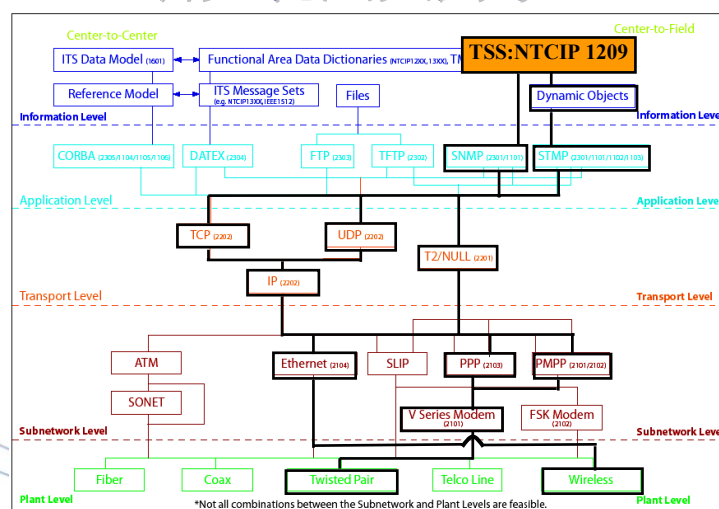 Center-to-Center
Center-to-Field
TSS:NTCIP 1209
ITS Data Model (1601)
Functional Area Data Dictionaries (NTCIP12XX,13XX), TM
Reference Model
ITS Message Sets
(e.g. NTCIP13XX, IEEE1512)
Files
Dynamic Objects
Information Level
Information Level
CORBA (2305/1104/1105/1106)
DATEX (2304)
FTP (2303)
TFTP (2302)
SNMP (2301/1101)
STMP (2301/1101/1102/1103)
Application Level
Application Level
TCP (2202)
UDP (2202)
T2/NULL (2201)
IP (2202)
Transport Level
Transport Level
ATM
Ethernet (2104)
SLIP
PPP (2103)
PMPP (2101/2102)
SONET
V Series Modem
(2101)
FSK Modem
(2102)
Subnetwork Level
Subnetwork Level
Fiber
Coax
Twisted Pair
Telco Line
Wireless
Plant Level
*Not all combinations between the Subnetwork and Plant Levels are feasible.
Plant Level